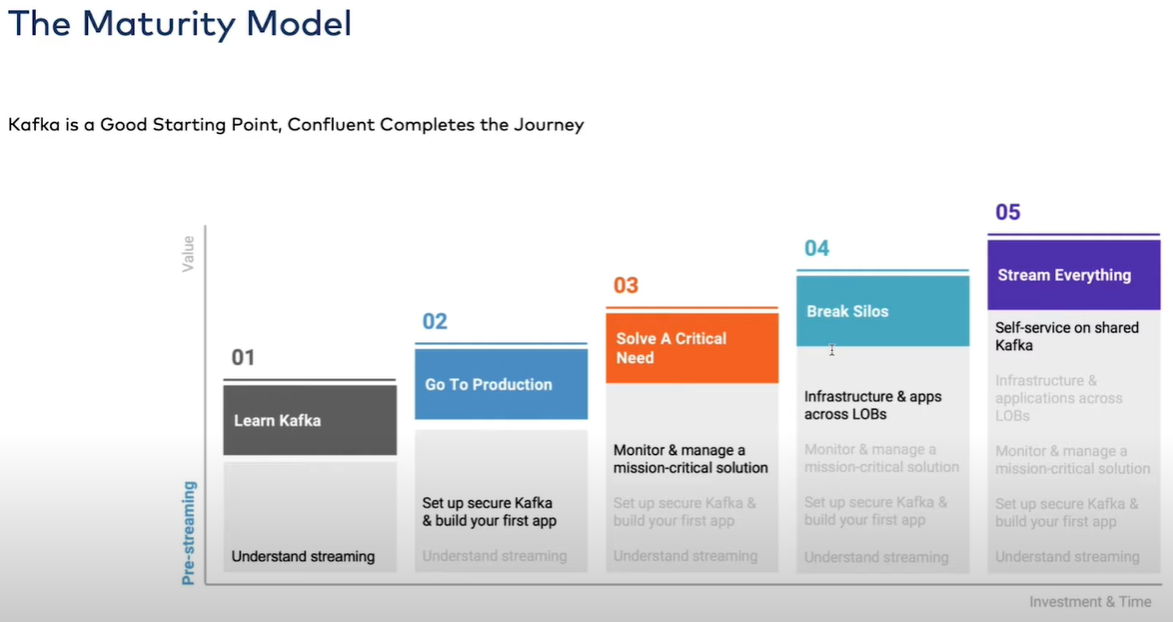 The Maturity Model
Kafka is a Good Starting Point, Confluent Completes the Journey
Value
Pre-streaming
01
Learn Kafka
Understand streaming
02
Go To Production
Set up secure Kafka
& build your first app
Understand streaming
03
Solve A Critical
Need
Monitor & manage a
mission-critical solution
Set up secure Kafka &
build your first app
Understand streaming
04
Break Silos
Infrastructure & apps
across LOBs
Monitor & manage a
mission-critical solution
Set up secure Kafka &
build your first app
Understand streaming
05
Stream Everything
Self-service on shared
Kafka
Infrastructure &
applications across
LOBs
Monitor & manage a
mission-critical solution
Set up secure Kafka &
build your first app
Understand streaming
Investment & Time